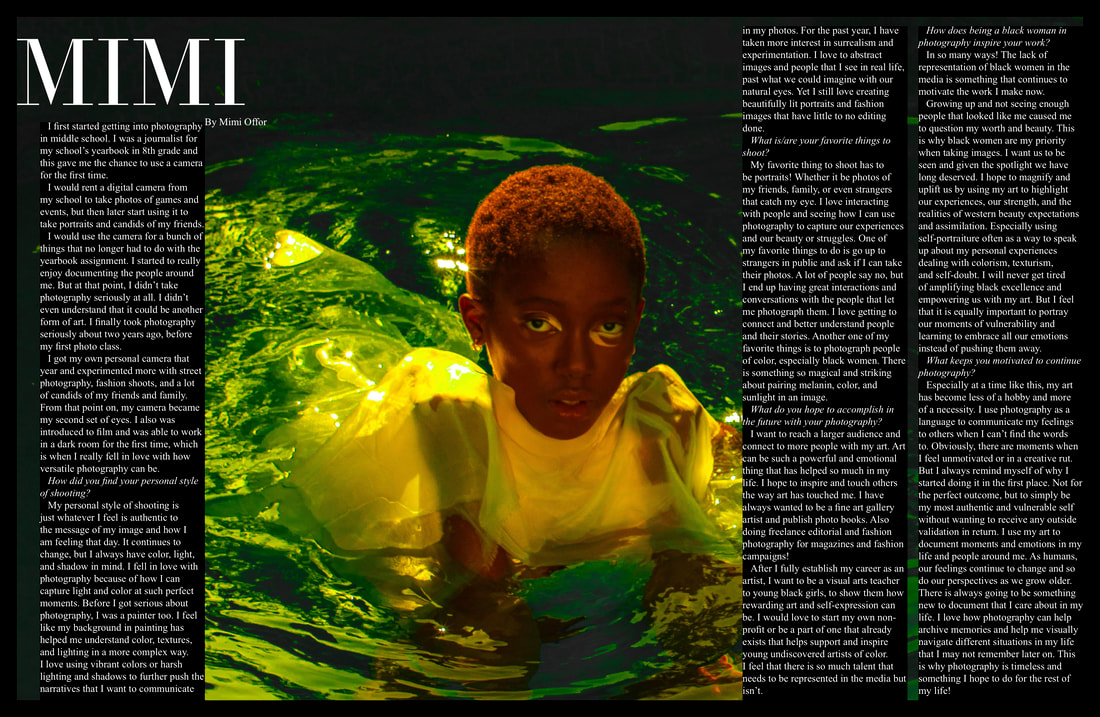 MIMI
By Mimi Offor
I first started getting into photography
in middle school. I was a journalist for
my school's yearbook in 8th grade and
this gave me the chance to use a camera
for the first time.
I would rent a digital camera from
my school to take photos of games and
events, but then later start using it to
take portraits and candids of my friends.
I would use the camera for a bunch of
things that no longer had to do with the
yearbook assignment. I started to really
enjoy documenting the people around
me. But at that point, I didn't take
photography seriously at all. I didn't
even understand that it could be another
form of art. I finally took photography
seriously about two years ago, before
my first photo class.
I got my own personal camera that
year and experimented more with street
photography, fashion shoots, and a lot
of candids of my friends and family.
From that point on, my camera became
my second set of eyes. I also was
introduced to film and was able to work
in a dark room for the first time, which
is when I really fell in love with how
versatile photography can be.
How did you find your personal style
of shooting?
My personal style of shooting is
just whatever I feel is authentic to
the message of my image and how I
am feeling that day. It continues to
change, but I always have color, light,
and shadow in mind. I fell in love with
photography because of how I can
capture light and color at such perfect
moments. Before I got serious about
photography, I was a painter too. I feel
like my background in painting has
helped me understand color, textures,
and lighting in a more complex way.
I love using vibrant colors or harsh
lighting and shadows to further push the
narratives that I want to communicate
in my photos. For the past year, I have
taken more interest in surrealism and
experimentation. I love to abstract
images and people that I see in real life,
past what we could imagine with our
natural eyes. Yet I still love creating
beautifully lit portraits and fashion
images that have little to no editing
done.
What is/are your favorite things to
shoot?
My favorite thing to shoot has to
be portraits! Whether it be photos of
my friends, family, or even strangers
that catch my eye. I love interacting
with people and seeing how I can use
photography to capture our experiences
and our beauty or struggles. One of
my favorite things to do is go up to
strangers in public and ask if I can take
their photos. A lot of people say no, but
I end up having great interactions and
conversations with the people that let
me photograph them. I love getting to
connect and better understand people
and their stories. Another one of my
favorite things is to photograph people
of color, especially black women. There
is something so magical and striking
about pairing melanin, color, and
sunlight in an image.
What do you hope to accomplish in
the future with your photography?
I want to reach a larger audience and
connect to more people with my art. Art
can be such a powerful and emotional
thing that has helped so much in my
life. I hope to inspire and touch others
the way art has touched me. I have
always wanted to be a fine art gallery
artist and publish photo books. Also
doing freelance editorial and fashion
photography for magazines and fashion
campaigns!
After I fully establish my career as an
artist, I want to be a visual arts teacher
to young black girls, to show them how
rewarding art and self-expression can
be. I would love to start my own non-
profit or be a part of one that already
exists that helps support and inspire
young undiscovered artists of color.
I feel that there is so much talent that
needs to be represented in the media but
isn't.
How does being a black woman in
photography inspire your work?
In so many ways! The lack of
representation of black women in the
media is something that continues to
motivate the work I make now.
Growing up and not seeing enough
people that looked like me caused me
to question my worth and beauty. This
is why black women are my priority
when taking images. I want us to be
seen and given the spotlight we have
long deserved. I hope to magnify and
uplift us by using my art to highlight
our experiences, our strength, and the
realities of western beauty expectations
and assimilation. Especially using
self-portraiture often as a way to speak
up about my personal experiences
dealing with colorism, texturism,
and self-doubt. I will never get tired
of amplifying black excellence and
empowering us with my art. But I feel
that it is equally important to portray
our moments of vulnerability and
learning to embrace all our emotions
instead of pushing them away.
What keeps you motivated to continue
photography?
Especially at a time like this, my art
has become less of a hobby and more
of a necessity. I use photography as a
language to communicate my feelings
to others when I can't find the words
to. Obviously, there are moments when
I feel unmotivated or in a creative rut.
But I always remind myself of why I
started doing it in the first place. Not for
the perfect outcome, but to simply be
my most authentic and vulnerable self
without wanting to receive any outside
validation in return. I use my art to
document moments and emotions in my
life and people around me. As humans,
our feelings continue to change and so
do our perspectives as we grow older.
There is always going to be something
new to document that I care about in my
life. I love how photography can help
archive memories and help me visually
navigate different situations in my life
that I may not remember later on. This
is why photography is timeless and
something I hope to do for the rest of
my life!